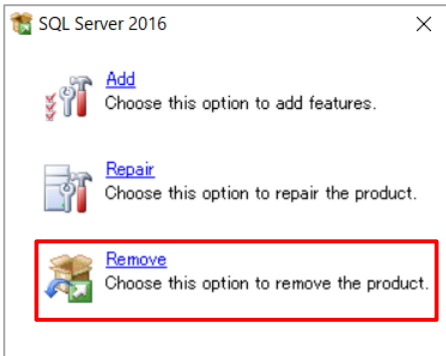 SQL Server 2016
Add
Choose this option to add features.
Repair
Choose this option to repair the product.
Remove
Choose this option to remove the product.